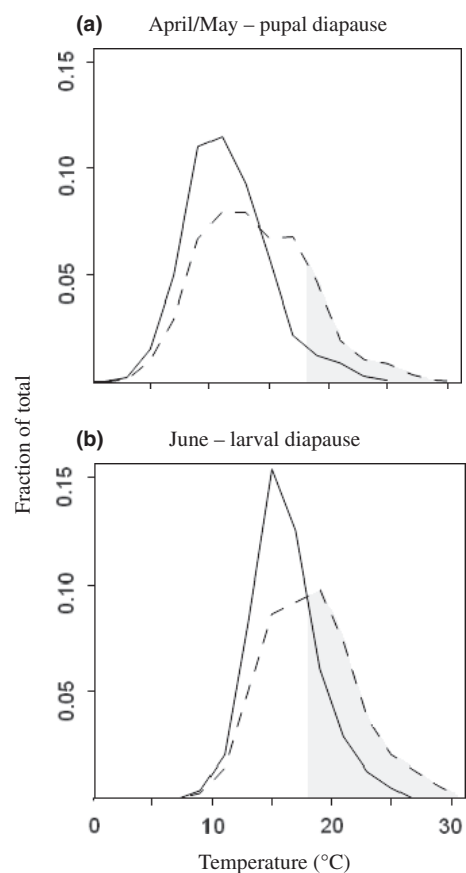 (a) April/May – pupal diapause
0.15
0.10
0.05
Fraction of total
(b) June – larval diapause
0.15
0.10
0.05
0 10 20 30
Temperature (°C)